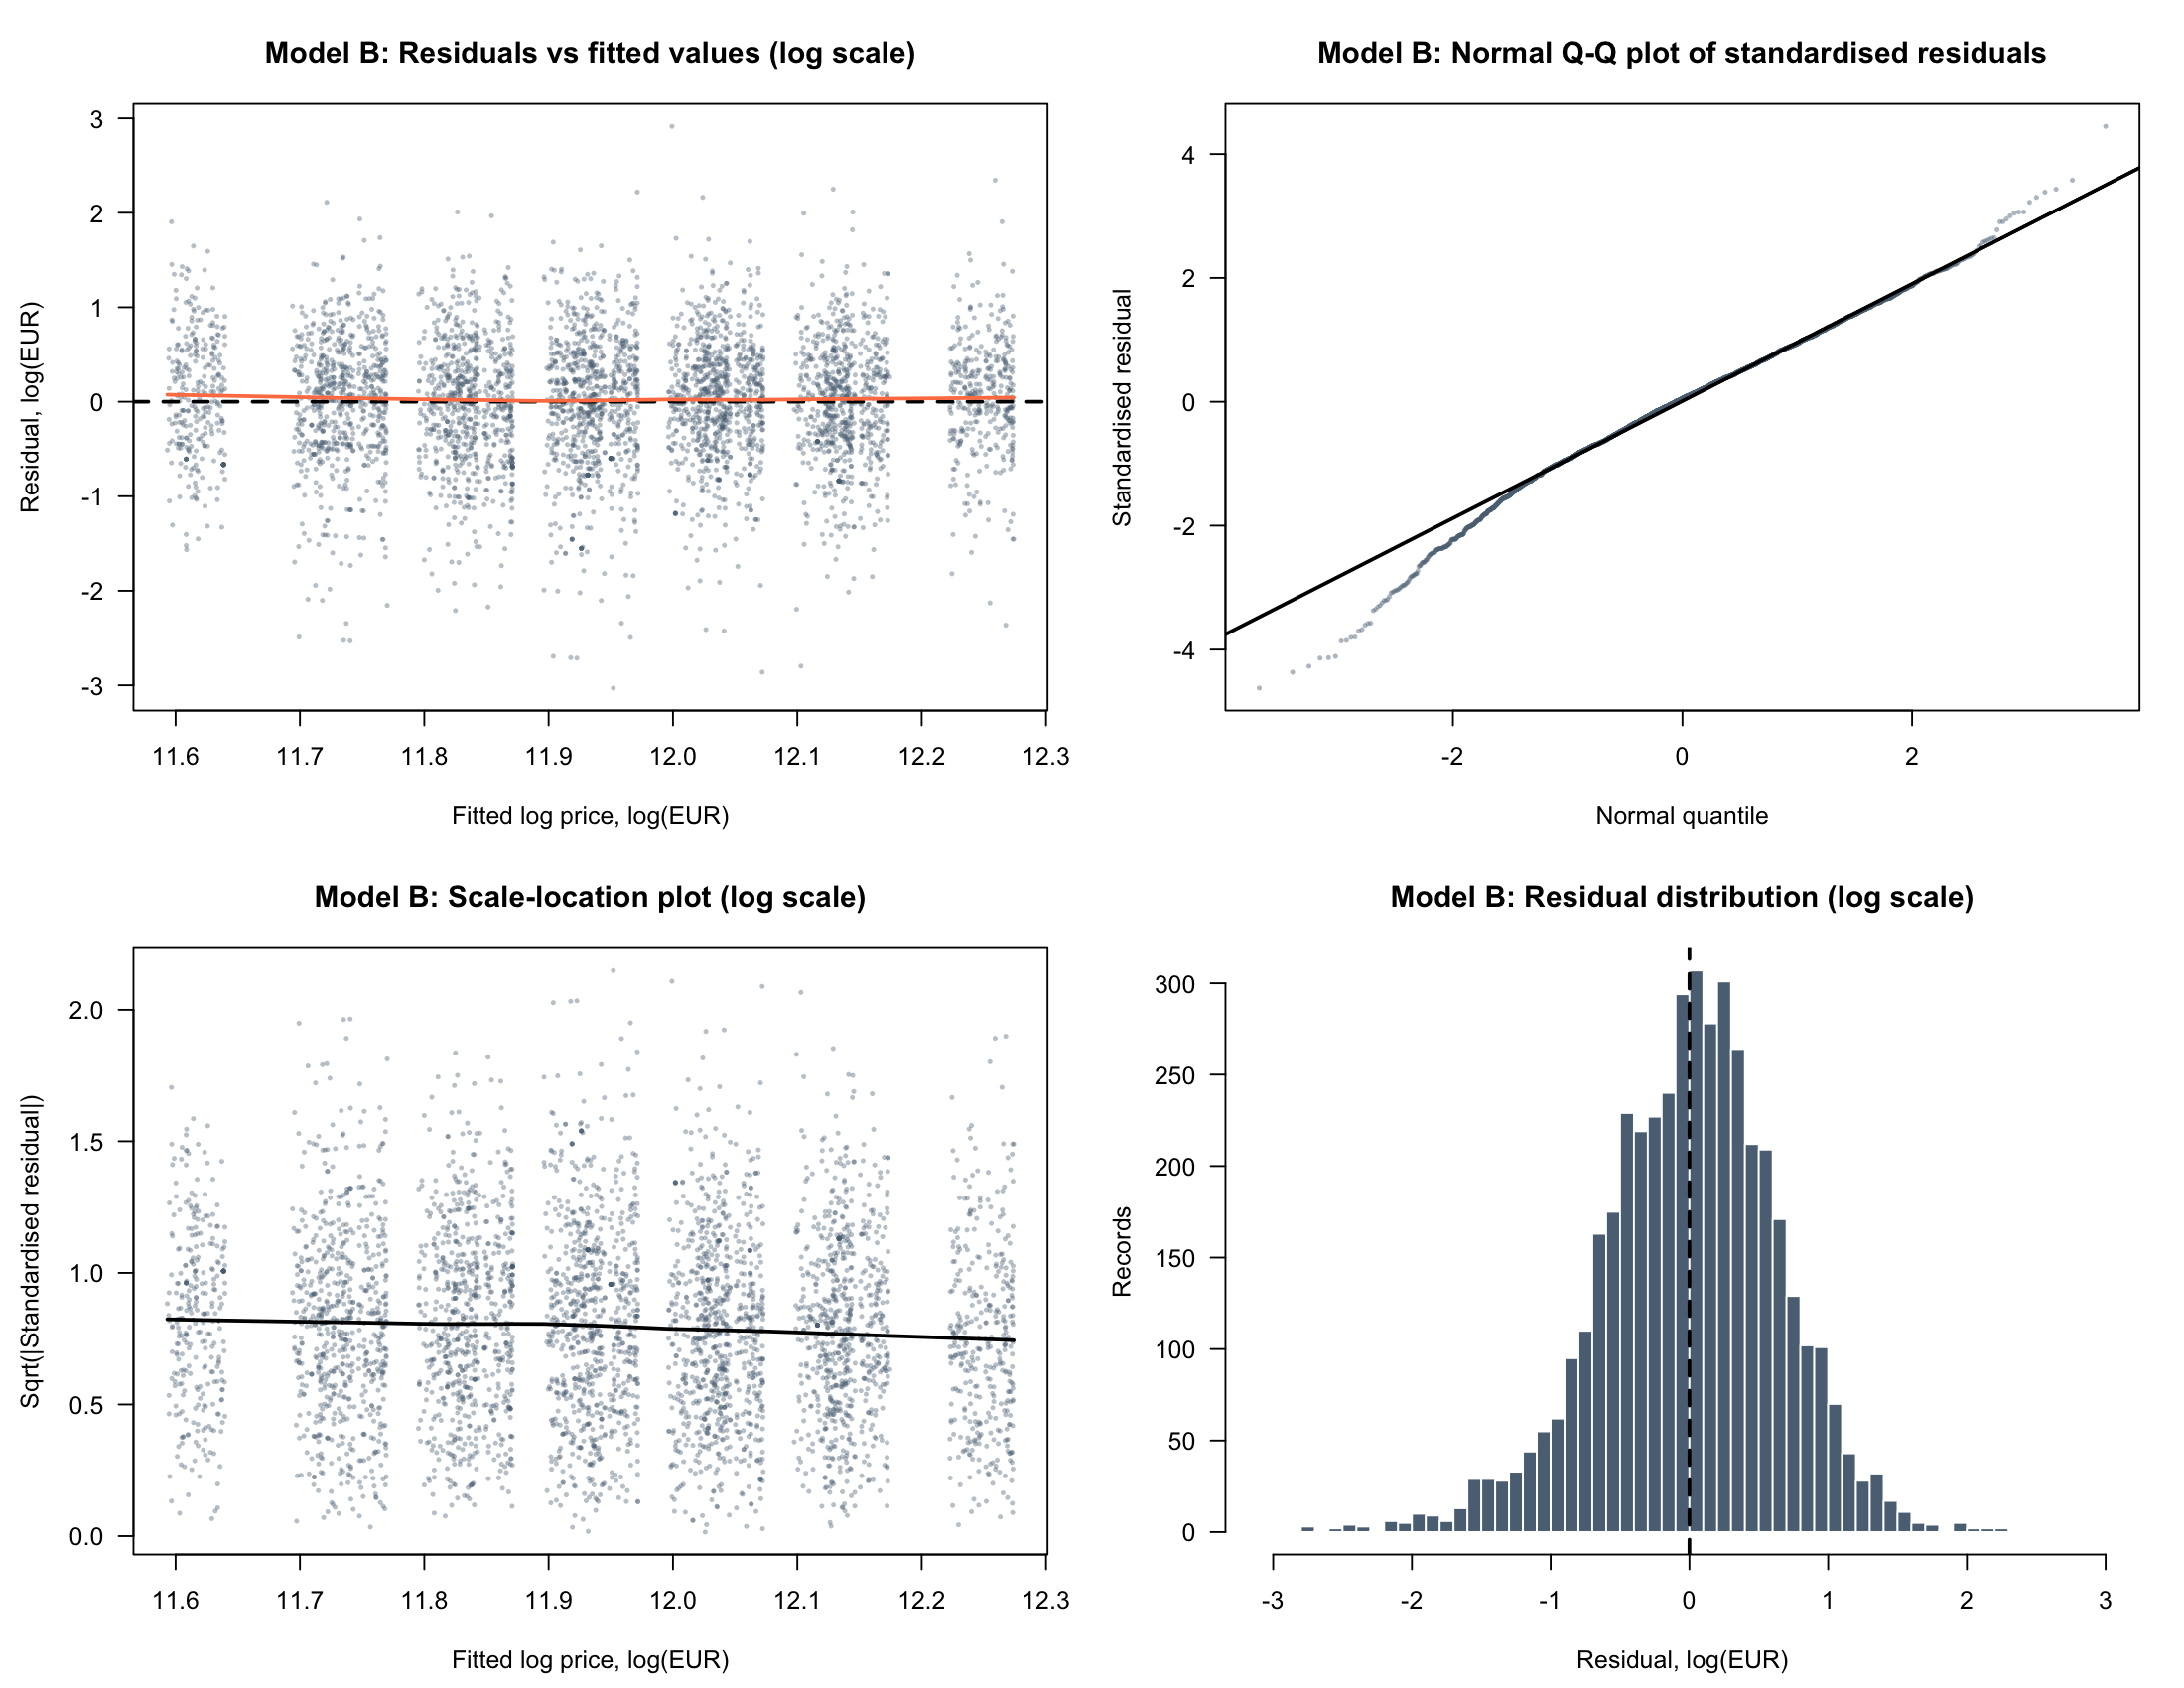 Model B: Residuals vs fitted values (log scale)
Residual, log(EUR)
3
2
1
0
-1
-2
-3
11.6 11.7 11.8 11.9 12.0 12.1 12.2 12.3
Fitted log price, log(EUR)
Model B: Normal Q-Q plot of standardised residuals
Standardised residual
4
2
0
-2
-4
-2 0 2
Normal quantile
Model B: Scale-location plot (log scale)
Sqrt(|Standardised residual|)
2.0
1.5
1.0
0.5
0.0
11.6 11.7 11.8 11.9 12.0 12.1 12.2 12.3
Fitted log price, log(EUR)
Model B: Residual distribution (log scale)
Records
300
250
200
150
100
50
0
-3 -2 -1 0 1 2 3
Residual, log(EUR)